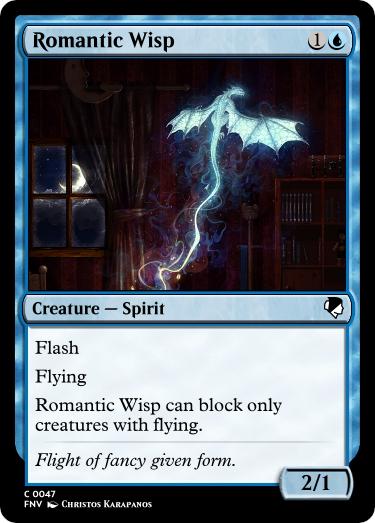 Romantic Wisp 1
Creature — Spirit
Flash
Flying
Romantic Wisp can block only
creatures with flying.
Flight of fancy given form.
2/1
C 0047
FNV Christos Karapanos